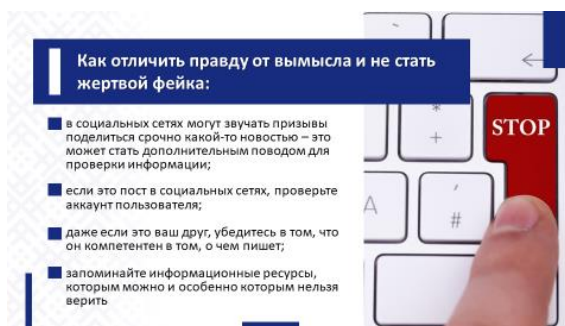 Как отличить правду от вымысла и не стать
жертвой фейка:
в социальных сетях могут звучать призывы
поделиться срочно какой-то новостью – это
может стать дополнительным поводом для
проверки информации;
если это пост в социальных сетях, проверьте
аккаунт пользователя;
даже если это ваш друг, убедитесь в том, что
он компетентен в том, о чем пишет;
запоминайте информационные ресурсы,
которым можно и особенно которым нельзя
верить
*
+
STOP
A
'
#